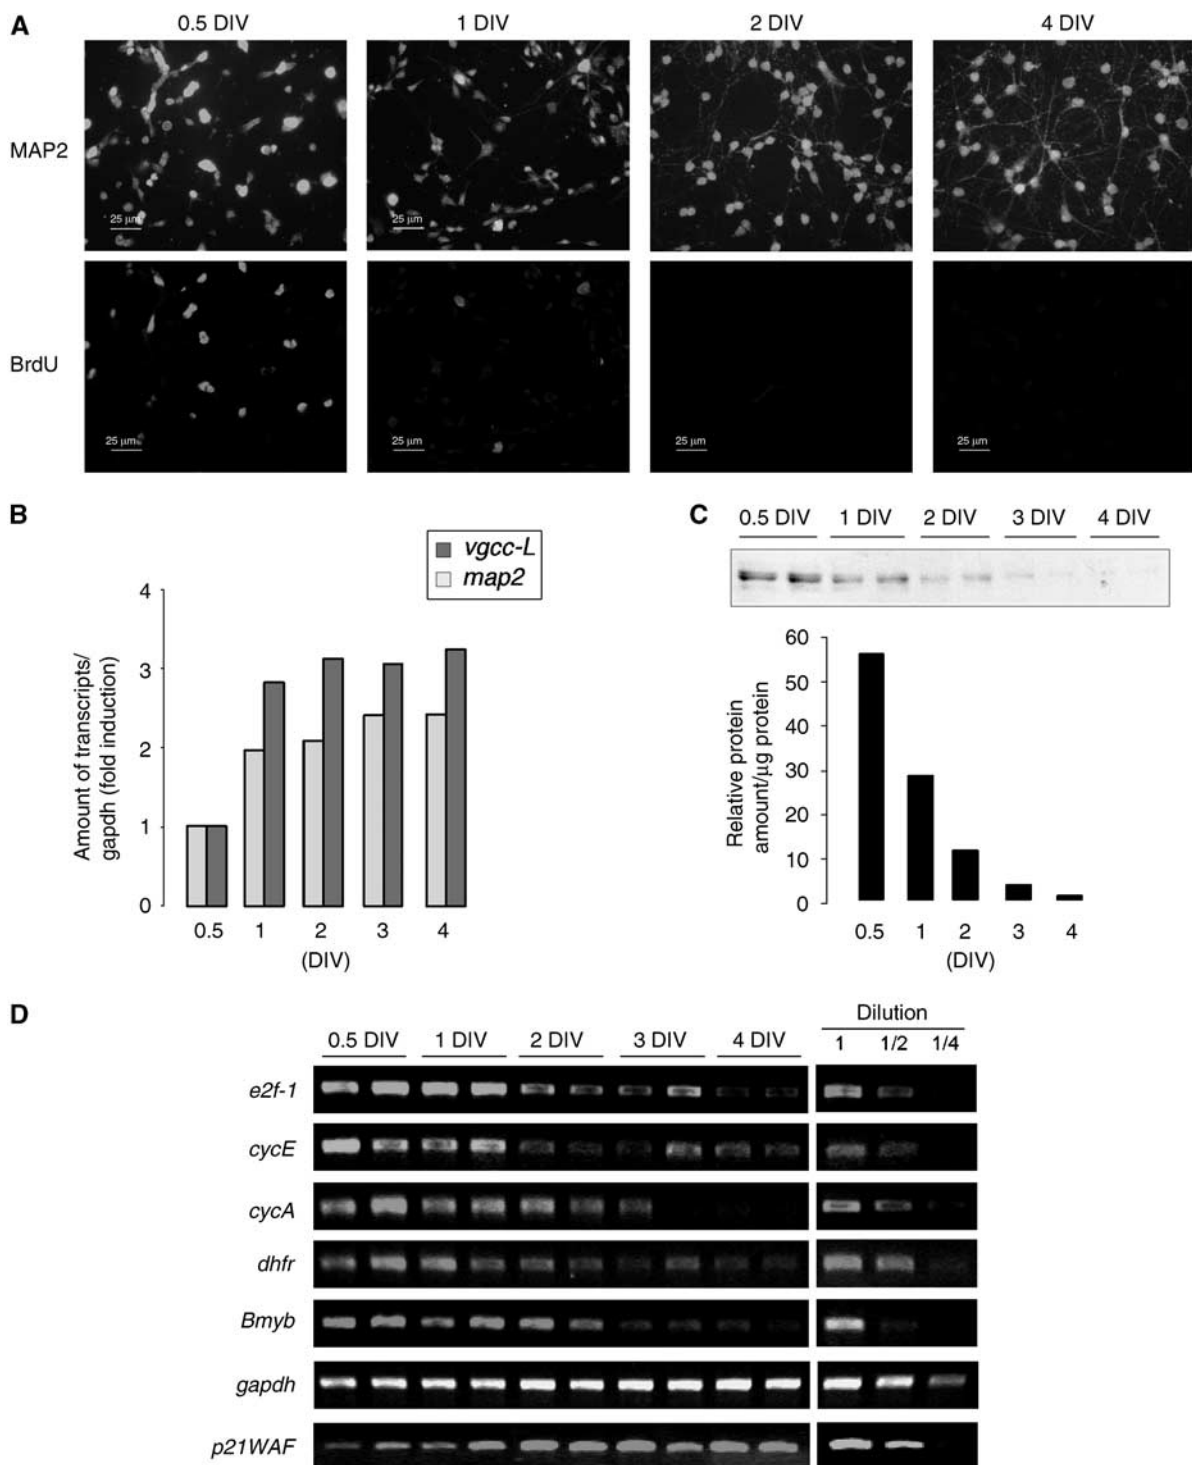 A
0.5 DIV 1 DIV 2 DIV 4 DIV
MAP2
25 μm 25 μm 25 μm 25 μm
BrdU
25 μm 25 μm 25 μm 25 μm
B
vgcc-L
map2
Amount of transcripts/
gapdh (fold induction)
4
3
2
1
0
0.5 1 2 3 4
(DIV)
C
0.5 DIV 1 DIV 2 DIV 3 DIV 4 DIV
Relative protein
amount/μg protein
60
50
40
30
20
10
0
0.5 1 2 3 4
(DIV)
D
0.5 DIV 1 DIV 2 DIV 3 DIV 4 DIV
Dilution
1 1/2 1/4
e2f-1
cycE
cycA
dhfr
Bmyb
gapdh
p21WAF